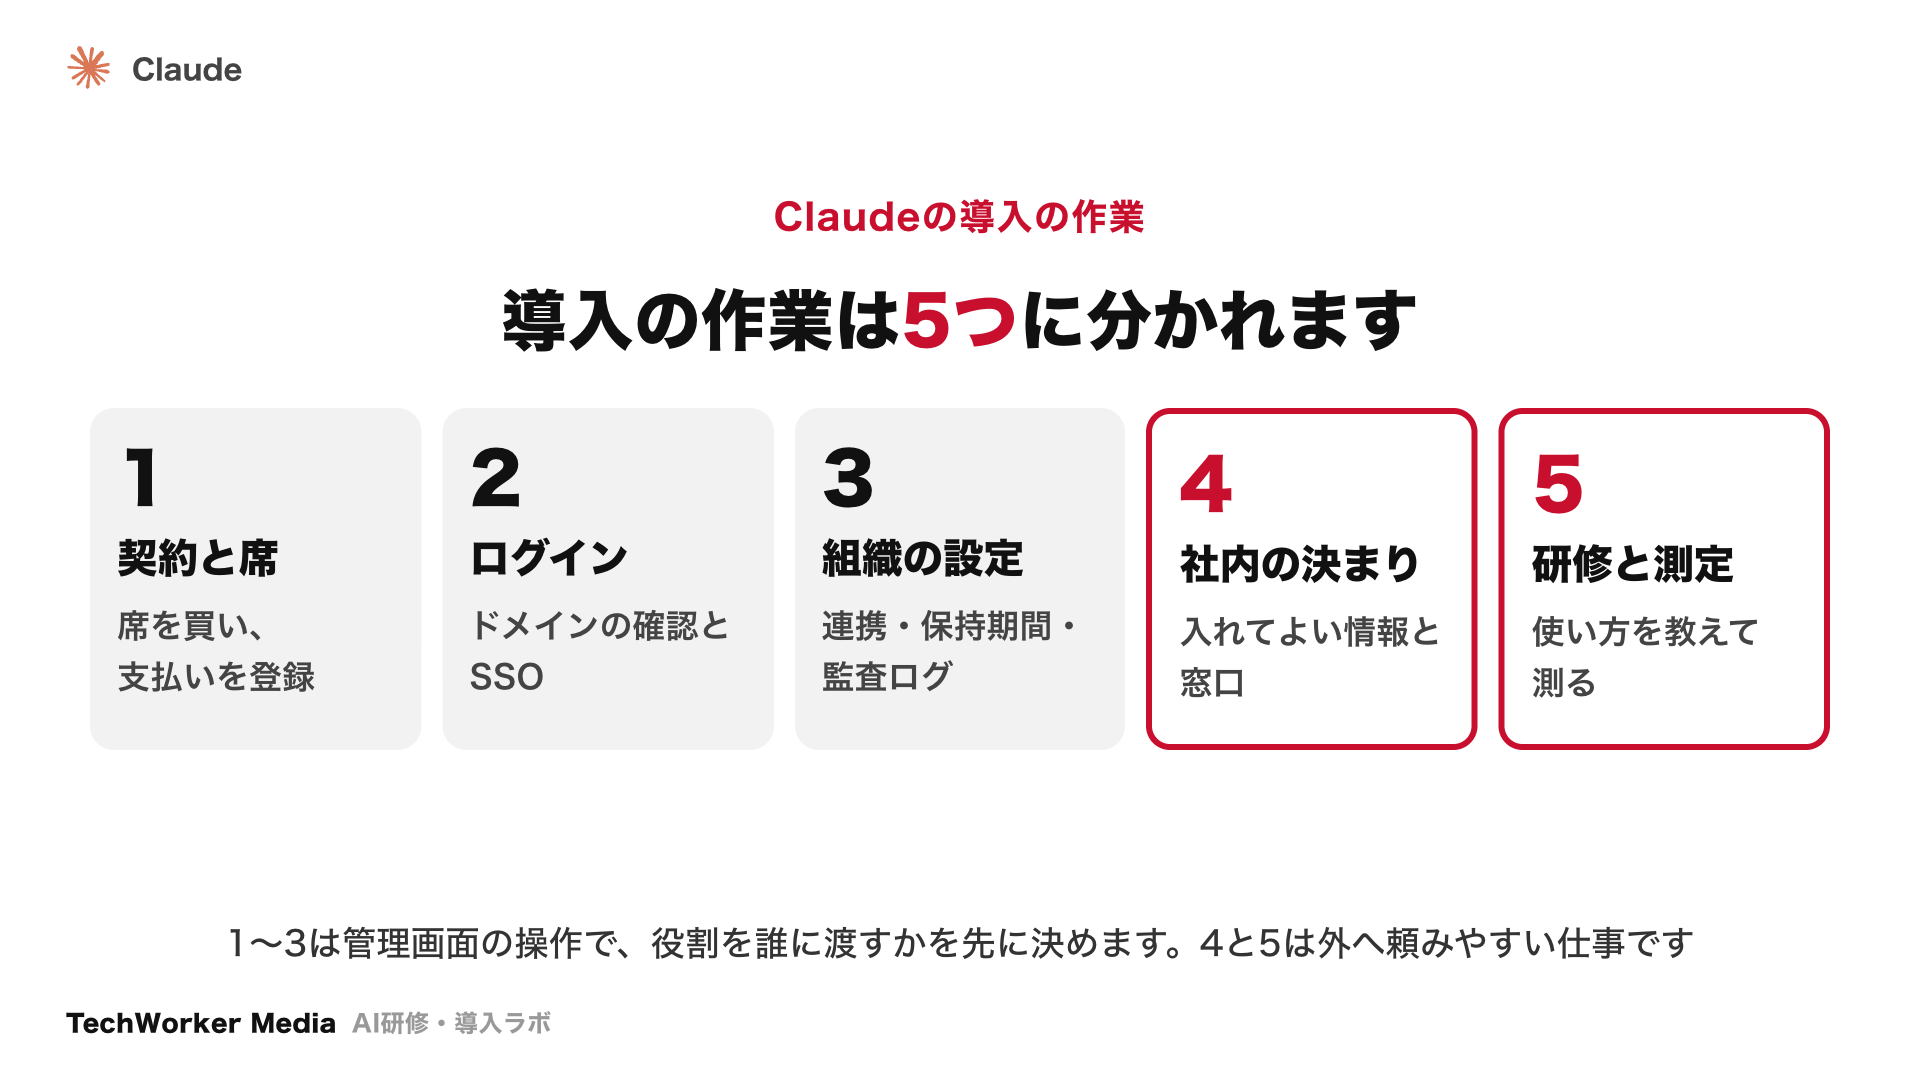 Claude
Claudeの導入の作業
導入の作業は5つに分かれます
1
契約と席
席を買い、
支払いを登録
2
ログイン
ドメインの確認と
SSO
3
組織の設定
連携・保持期間・
監査ログ
4
社内の決まり
入れてよい情報と
窓口
5
研修と測定
使い方を教えて
測る
1〜3は管理画面の操作で、役割を誰に渡すかを先に決めます。4と5は外へ頼みやすい仕事です
TechWorker Media AI研修・導入ラボ